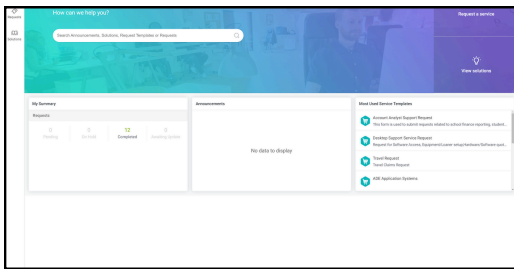 Requests
Solutions
How can we help you?
Search Announcements, Solutions, Request Templates or Requests
Request a service
View solutions
My Summary
Requests
0
Pending
0
On Hold
12
Completed
0
Awaiting Update
Announcements
No data to display
Most Used Service Templates
Account Analyst Support Request
This form is used to submit requests related to school finance reporting, student...
Desktop Support Service Request
Request for Software Access, Equipment/Loaner setup/Hardware/Software
Travel Request
Travel Claims Request
ADE Application Systems